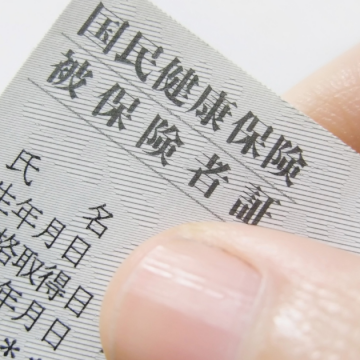 国民健康保険
被保険者証
氏 名
生年月日
格取得日
年月日